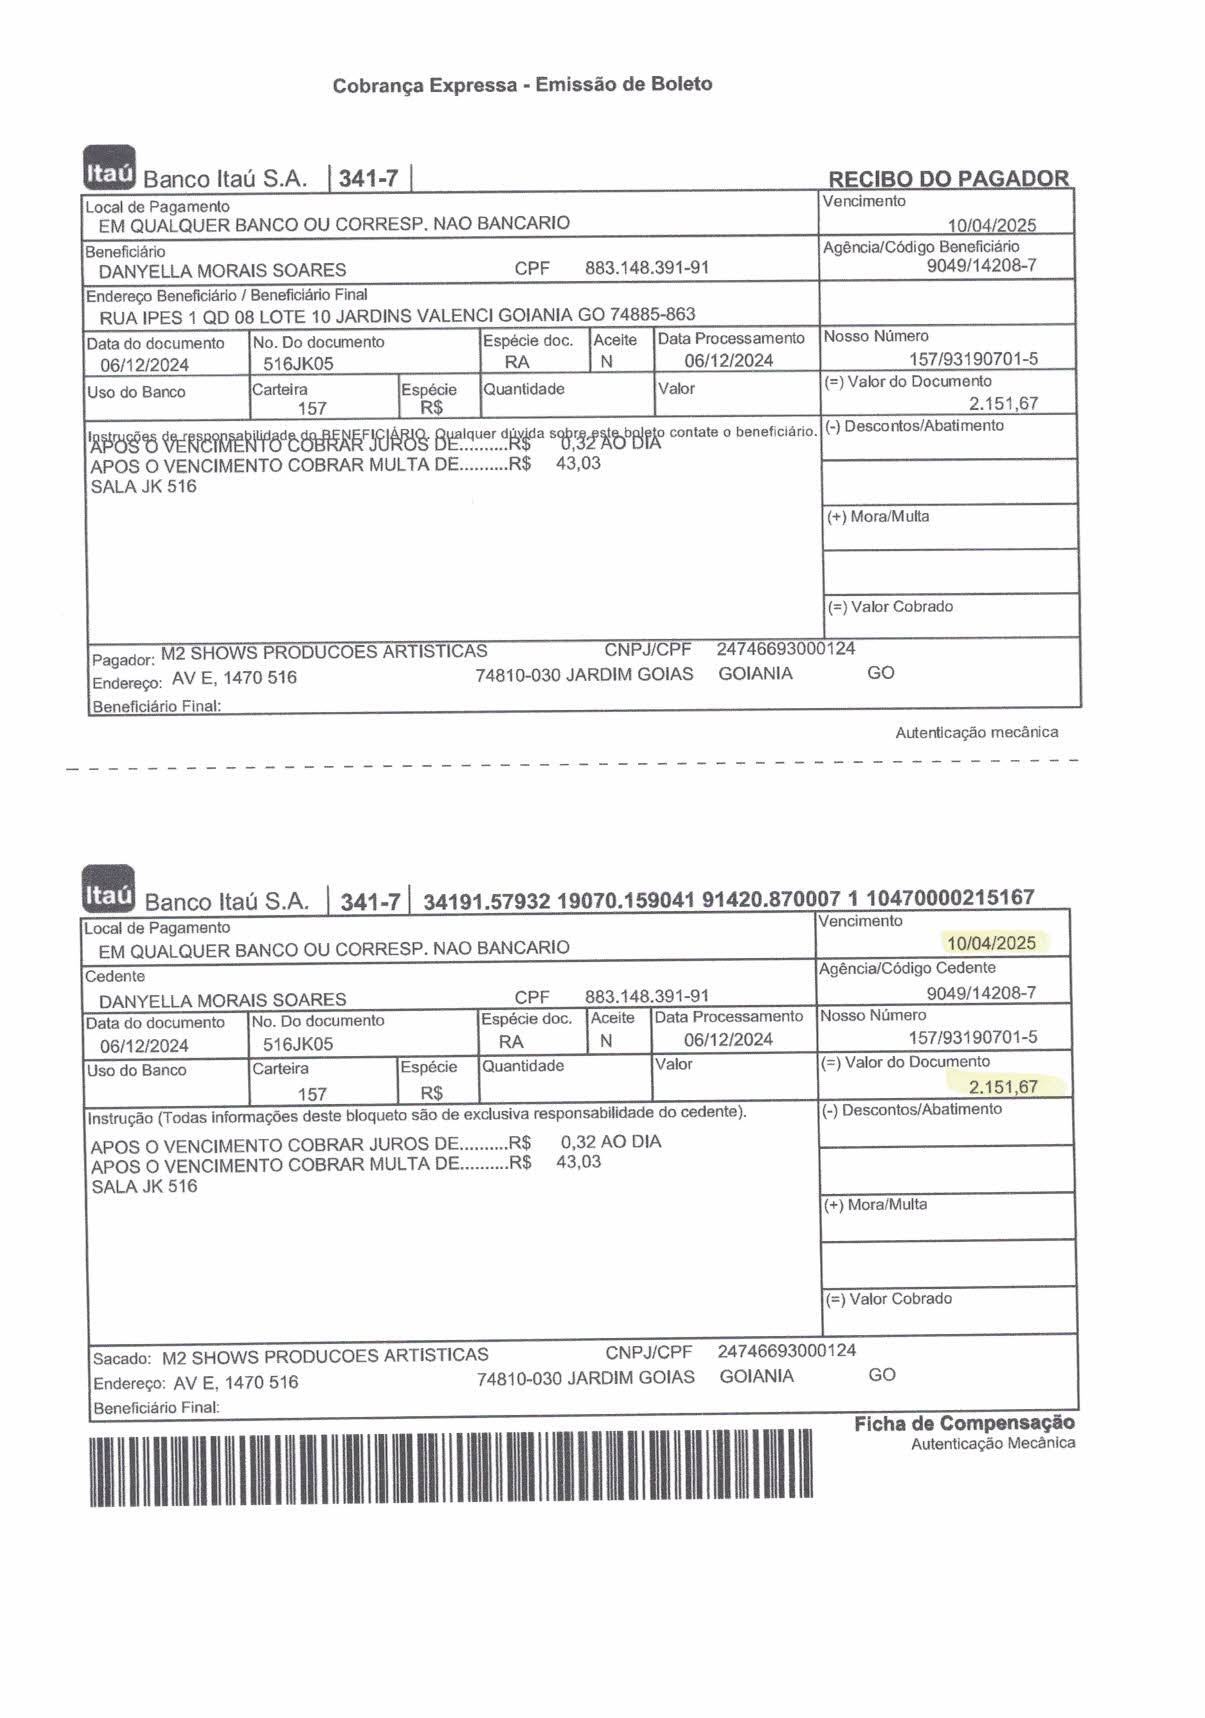 Cobrança Expressa - Emissão de Boleto
Itaú Banco Itaú S.A. 341-7 RECIBO DO PAGADOR
Local de Pagamento Vencimento
EM QUALQUER BANCO OU CORRESP. NAO BANCARIO 10/04/2025
Beneficiário Agência/Código Beneficiário
DANYELLA MORAIS SOARES CPF 883.148.391-91 9049/14208-7
Endereço Beneficiário / Beneficiário Final
RUA IPES 1 QD 08 LOTE 10 JARDINS VALENCI GOIANIA GO 74885-863
Data do documento No. Do documento Espécie doc. Aceite Data Processamento Nosso Número
06/12/2024 516JK05 RA N 06/12/2024 157/93190701-5
Uso do Banco Carteira Espécie Quantidade Valor (=) Valor do Documento
157 R$ 2.151,67
Instruções de responsabilidade do BENEFICIÁRIO. Qualquer dúvida sobre este boleto contate o beneficiário. (-) Descontos/Abatimento
APOS O VENCIMENTO COBRAR JUROS DE.........R$ 0,32 AO DIA
APOS O VENCIMENTO COBRAR MULTA DE.........R$ 43,03
SALA JK 516
(+) Mora/Multa
(=) Valor Cobrado
Pagador: M2 SHOWS PRODUCOES ARTISTICAS CNPJ/CPF 24746693000124
Endereço: AV E, 1470 516 74810-030 JARDIM GOIAS GOIANIA GO
Beneficiário Final:
Autenticação mecânica
Itaú Banco Itaú S.A. 341-7 34191.57932 19070.159041 91420.870007 1 10470000215167
Local de Pagamento Vencimento
EM QUALQUER BANCO OU CORRESP. NAO BANCARIO 10/04/2025
Cedente Agência/Código Cedente
DANYELLA MORAIS SOARES CPF 883.148.391-91 9049/14208-7
Data do documento No. Do documento Espécie doc. Aceite Data Processamento Nosso Número
06/12/2024 516JK05 RA N 06/12/2024 157/93190701-5
Uso do Banco Carteira Espécie Quantidade Valor (=) Valor do Documento
157 R$ 2.151,67
Instrução (Todas informações deste bloqueto são de exclusiva responsabilidade do cedente). (-) Descontos/Abatimento
APOS O VENCIMENTO COBRAR JUROS DE.........R$ 0,32 AO DIA
APOS O VENCIMENTO COBRAR MULTA DE.........R$ 43,03
SALA JK 516
(+) Mora/Multa
(=) Valor Cobrado
Sacado: M2 SHOWS PRODUCOES ARTISTICAS CNPJ/CPF 24746693000124
Endereço: AV E, 1470 516 74810-030 JARDIM GOIAS GOIANIA GO
Beneficiário Final:
Ficha de Compensação
Autenticação Mecânica